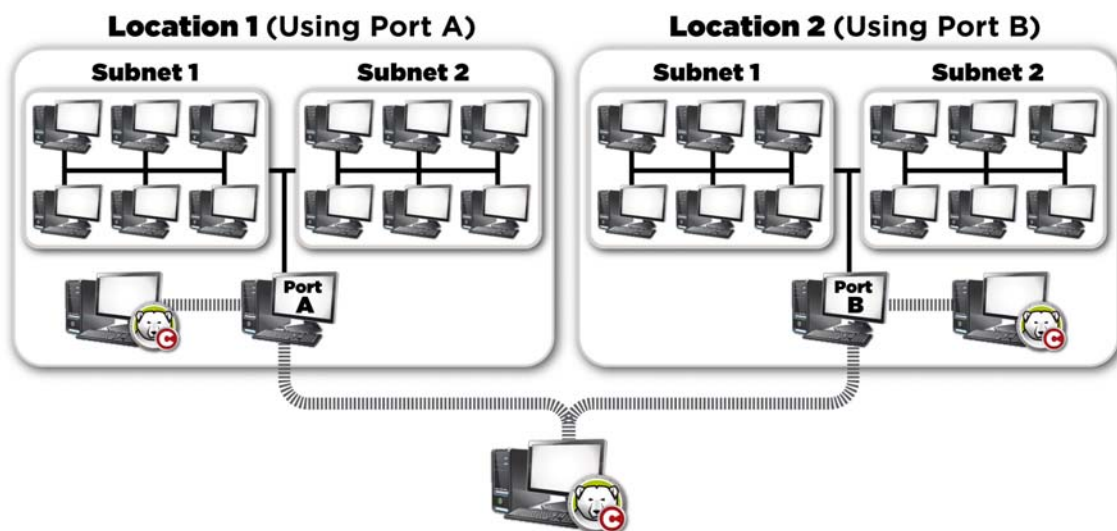 Location 1 (Using Port A)
Location 2 (Using Port B)
Subnet 1
Subnet 2
Subnet 1
Subnet 2
Port
A
Port
B
C
C
C